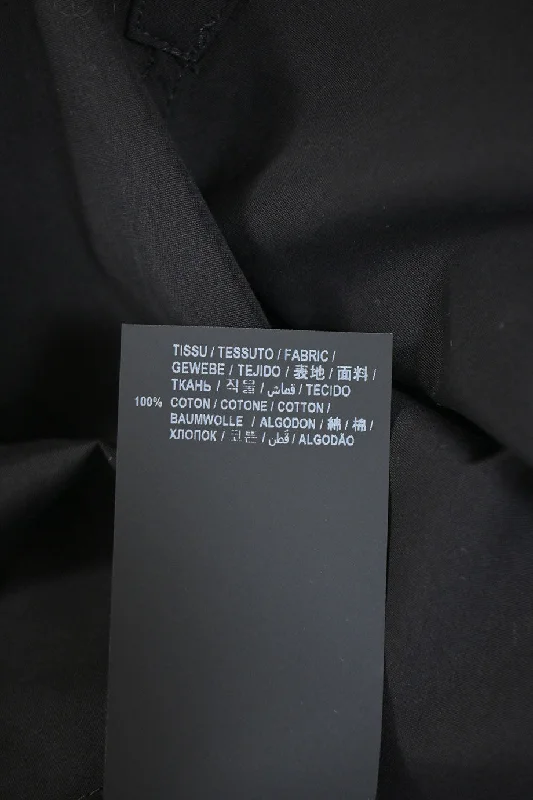 TISSU / TESSUTO / FABRIC /
GEWEBE / TEJIDO / 表地 / 面料 /
ТКАНЬ / 직물 / قماش / TECIDO
100% COTON / COTONE / COTTON /
BAUMWOLLE / ALGODON / 綿 / 棉 /
ХЛОПОК / 코튼 / قطن / ALGODÃO